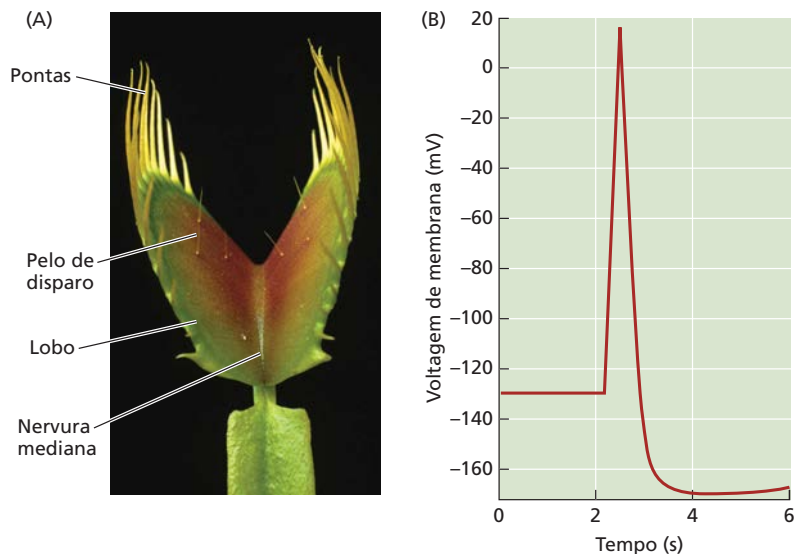 (A)
Pontas
Pelo de
disparo
Lobo
Nervura
mediana
(B)
Voltagem de membrana (mV)
20
0
–20
–40
–60
–80
–100
–120
–140
–160
0
2
4
6
Tempo (s)